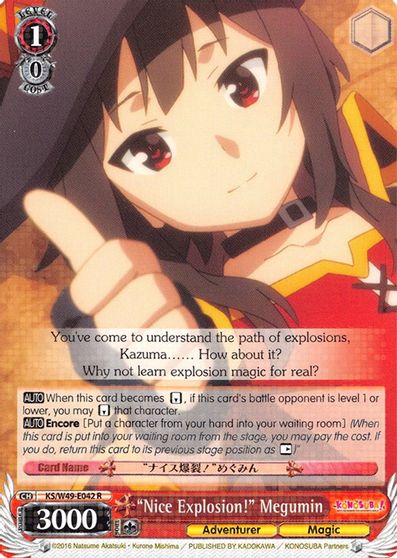 LEVEL
1
0
COST
You've come to understand the path of explosions,
Kazuma...... How about it?
Why not learn explosion magic for real?
AUTO When this card becomes , if this card's battle opponent is level 1 or
lower, you may that character.
AUTO Encore [Put a character from your hand into your waiting room] (When
this card is put into your waiting room from the stage, you may pay the cost. If
you do, return this card to its previous stage position as )
Card Name "ナイス爆裂！"めぐみん
CH KS/W49-E042 R
3000 "Nice Explosion!" Megumin KONOSUBA!
Adventurer Magic
©2016 Natsume Akatsuki・Kurone Mishima / PUBLISHED BY KADOKAWA / KONOSUBA Partners